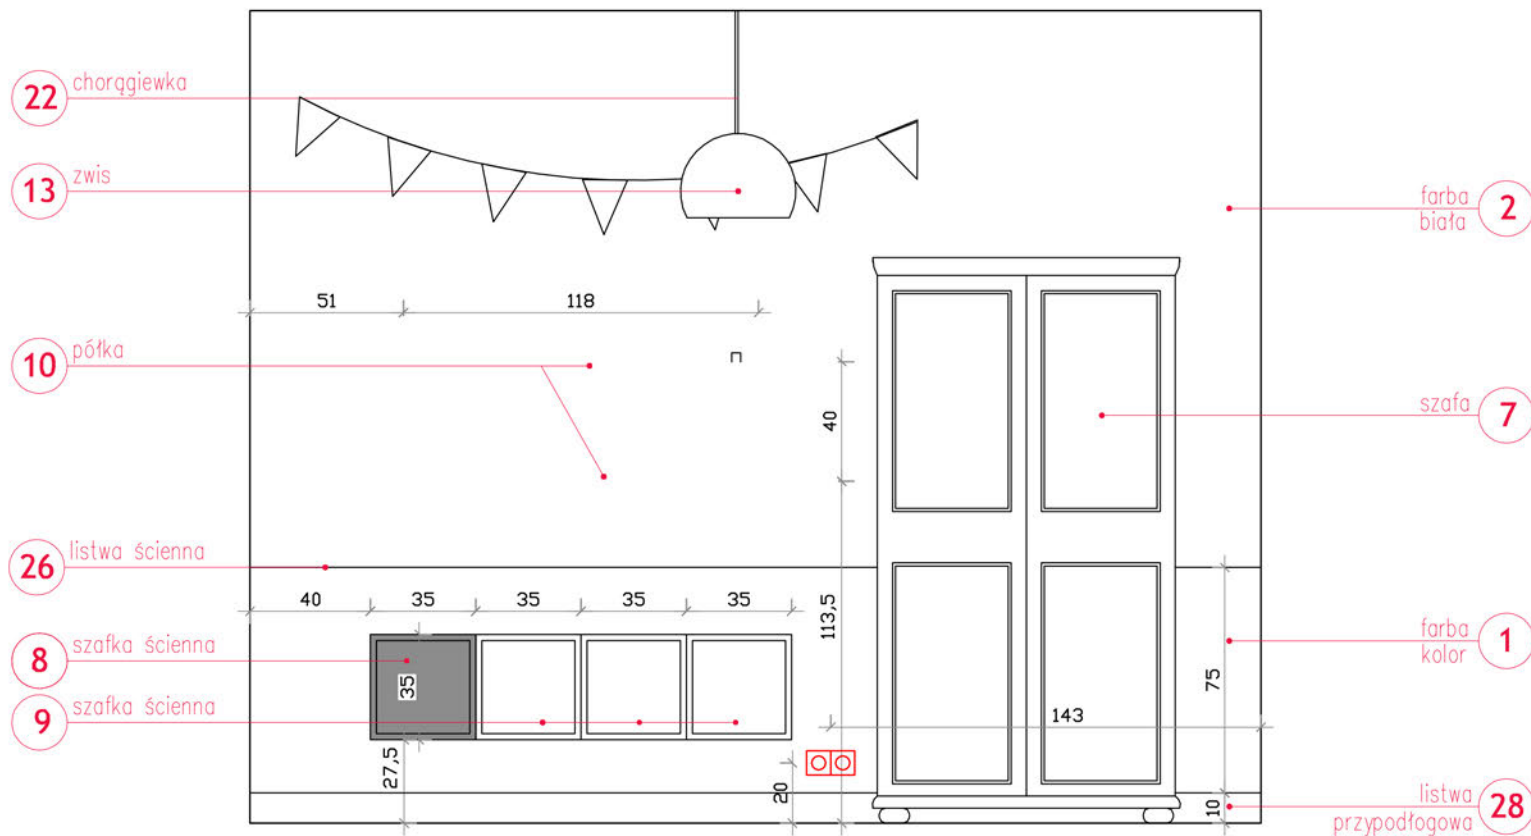 22 chorągiewka
13 zwis
farba
biała 2
51 118
10 półka
40
szafa 7
26 listwa ścienna
40 35 35 35 35
113,5
8 szafka ścienna
35
farba
kolor 1
75
9 szafka ścienna
143
27,5
20
10
listwa
przypodłogowa 28